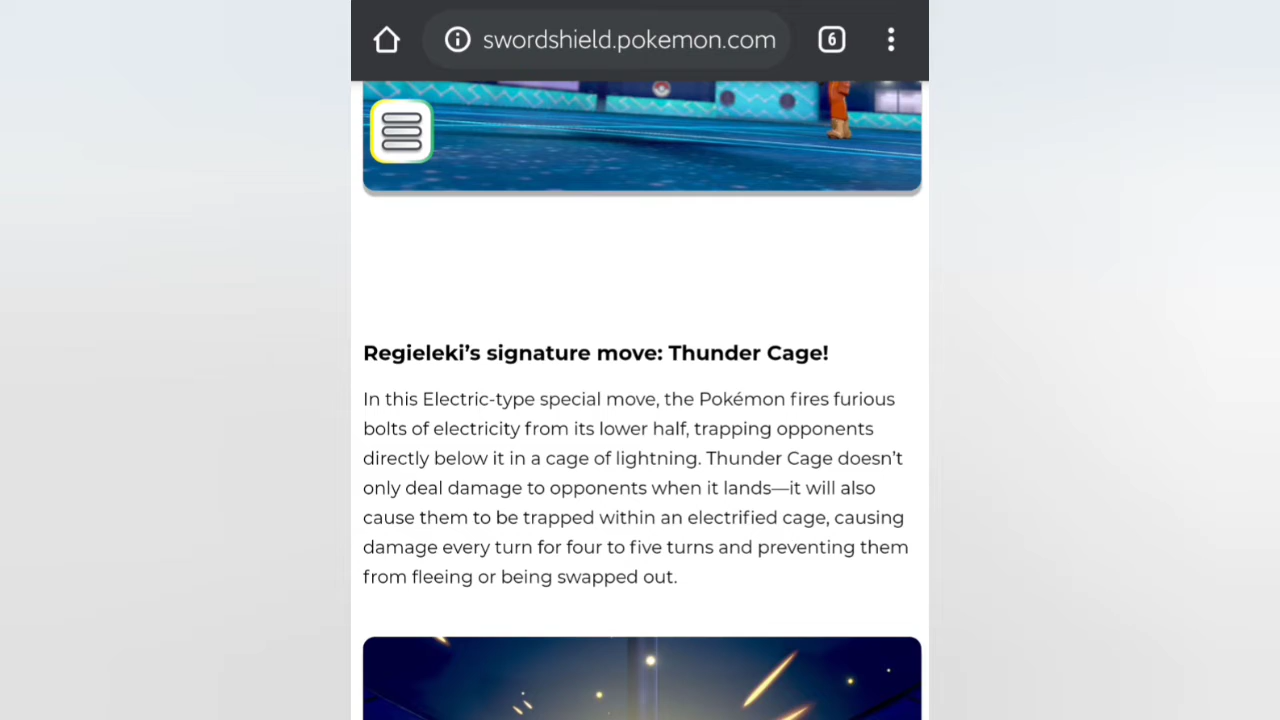 swordshield.pokemon.com
6
Regieleki’s signature move: Thunder Cage!
In this Electric-type special move, the Pokémon fires furious
bolts of electricity from its lower half, trapping opponents
directly below it in a cage of lightning. Thunder Cage doesn’t
only deal damage to opponents when it lands—it will also
cause them to be trapped within an electrified cage, causing
damage every turn for four to five turns and preventing them
from fleeing or being swapped out.